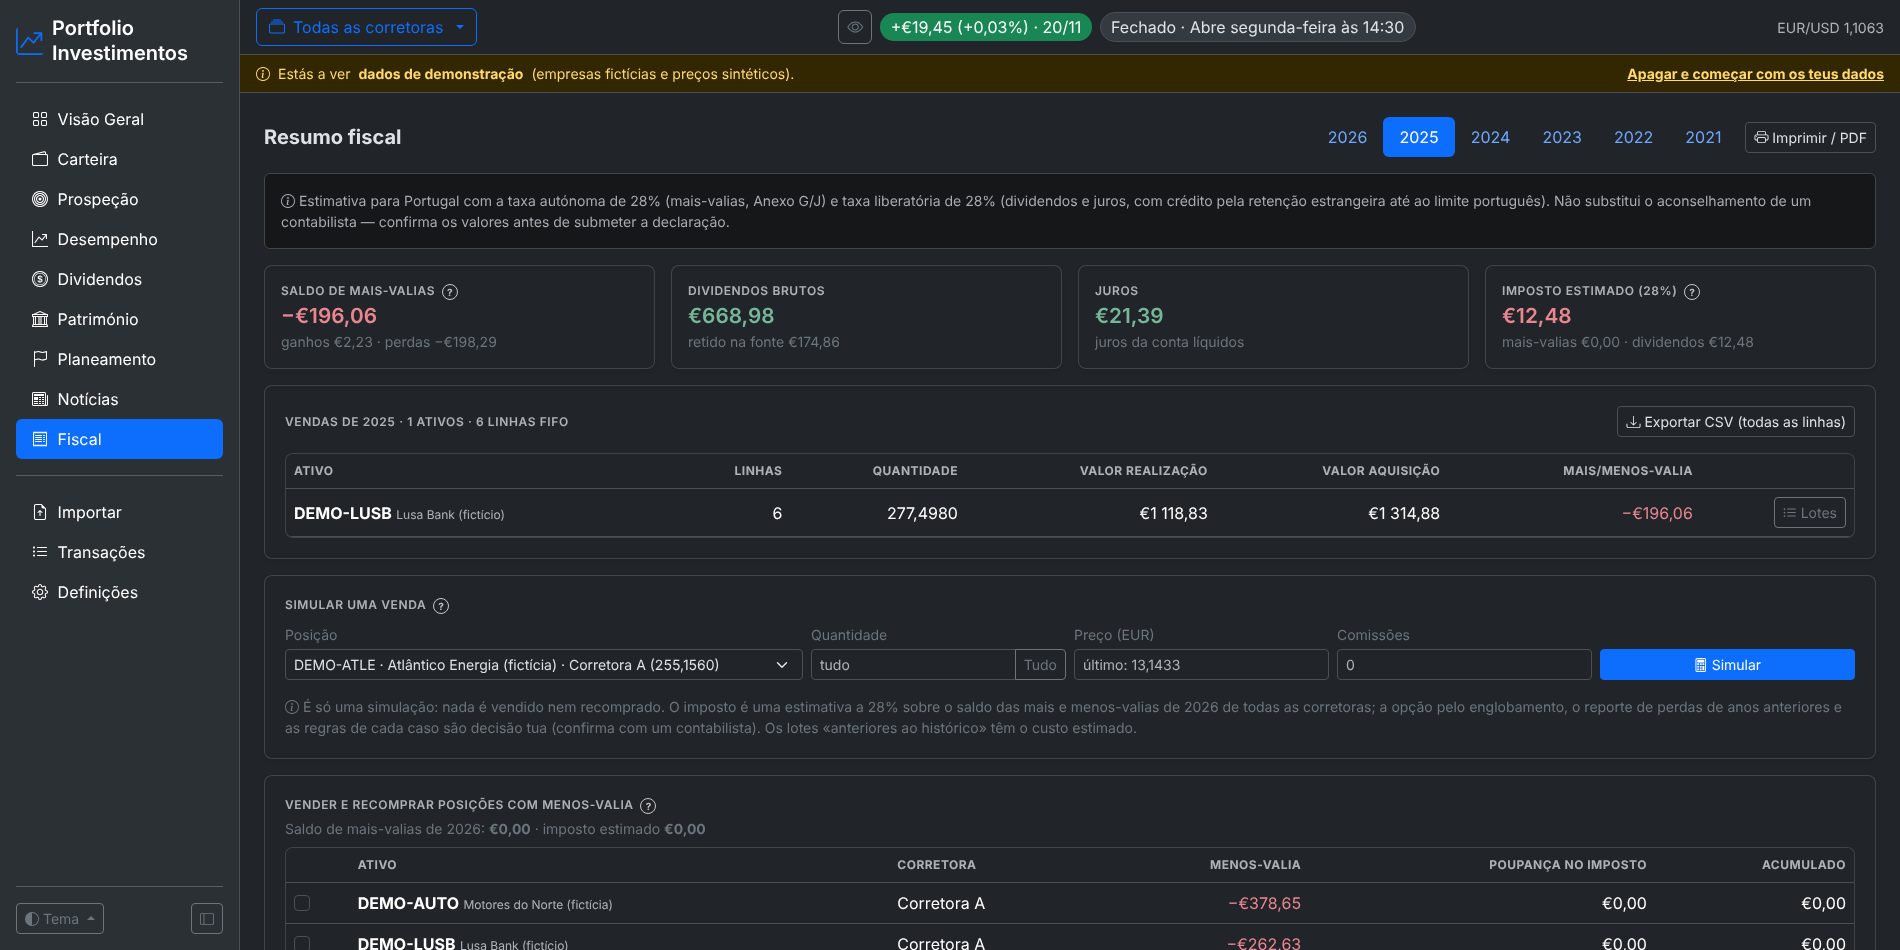 Portfolio
Investimentos
Visão Geral
Carteira
Prospeção
Desempenho
Dividendos
Património
Planeamento
Notícias
Fiscal
Importar
Transações
Definições
Tema
Todas as corretoras
+€19,45 (+0,03%) · 20/11
Fechado · Abre segunda-feira às 14:30
EUR/USD 1,1063
Estás a ver dados de demonstração (empresas fictícias e preços sintéticos).
Apagar e começar com os teus dados
Resumo fiscal
2026 2025 2024 2023 2022 2021
Imprimir / PDF
Estimativa para Portugal com a taxa autónoma de 28% (mais-valias, Anexo G/J) e taxa liberatória de 28% (dividendos e juros, com crédito pela retenção estrangeira até ao limite português). Não substitui o aconselhamento de um
contabilista — confirma os valores antes de submeter a declaração.
SALDO DE MAIS-VALIAS ?
−€196,06
ganhos €2,23 · perdas −€198,29
DIVIDENDOS BRUTOS
€668,98
retido na fonte €174,86
JUROS
€21,39
juros da conta líquidos
IMPOSTO ESTIMADO (28%) ?
€12,48
mais-valias €0,00 · dividendos €12,48
VENDAS DE 2025 · 1 ATIVOS · 6 LINHAS FIFO
Exportar CSV (todas as linhas)
ATIVO LINHAS QUANTIDADE VALOR REALIZAÇÃO VALOR AQUISIÇÃO MAIS/MENOS-VALIA
DEMO-LUSB Lusa Bank (fictício) 6 277,4980 €1 118,83 €1 314,88 −€196,06 Lotes
SIMULAR UMA VENDA ?
Posição Quantidade Preço (EUR) Comissões
DEMO-ATLE · Atlântico Energia (fictícia) · Corretora A (255,1560) tudo Tudo último: 13,1433 0 Simular
É só uma simulação: nada é vendido nem recomprado. O imposto é uma estimativa a 28% sobre o saldo das mais e menos-valias de 2026 de todas as corretoras; a opção pelo englobamento, o reporte de perdas de anos anteriores e
as regras de cada caso são decisão tua (confirma com um contabilista). Os lotes «anteriores ao histórico» têm o custo estimado.
VENDER E RECOMPRAR POSIÇÕES COM MENOS-VALIA ?
Saldo de mais-valias de 2026: €0,00 · imposto estimado €0,00
ATIVO CORRETORA MENOS-VALIA POUPANÇA NO IMPOSTO ACUMULADO
DEMO-AUTO Motores do Norte (fictícia) Corretora A −€378,65 €0,00 €0,00
DEMO-LUSB Lusa Bank (fictício) Corretora A −€262,63 €0,00 €0,00